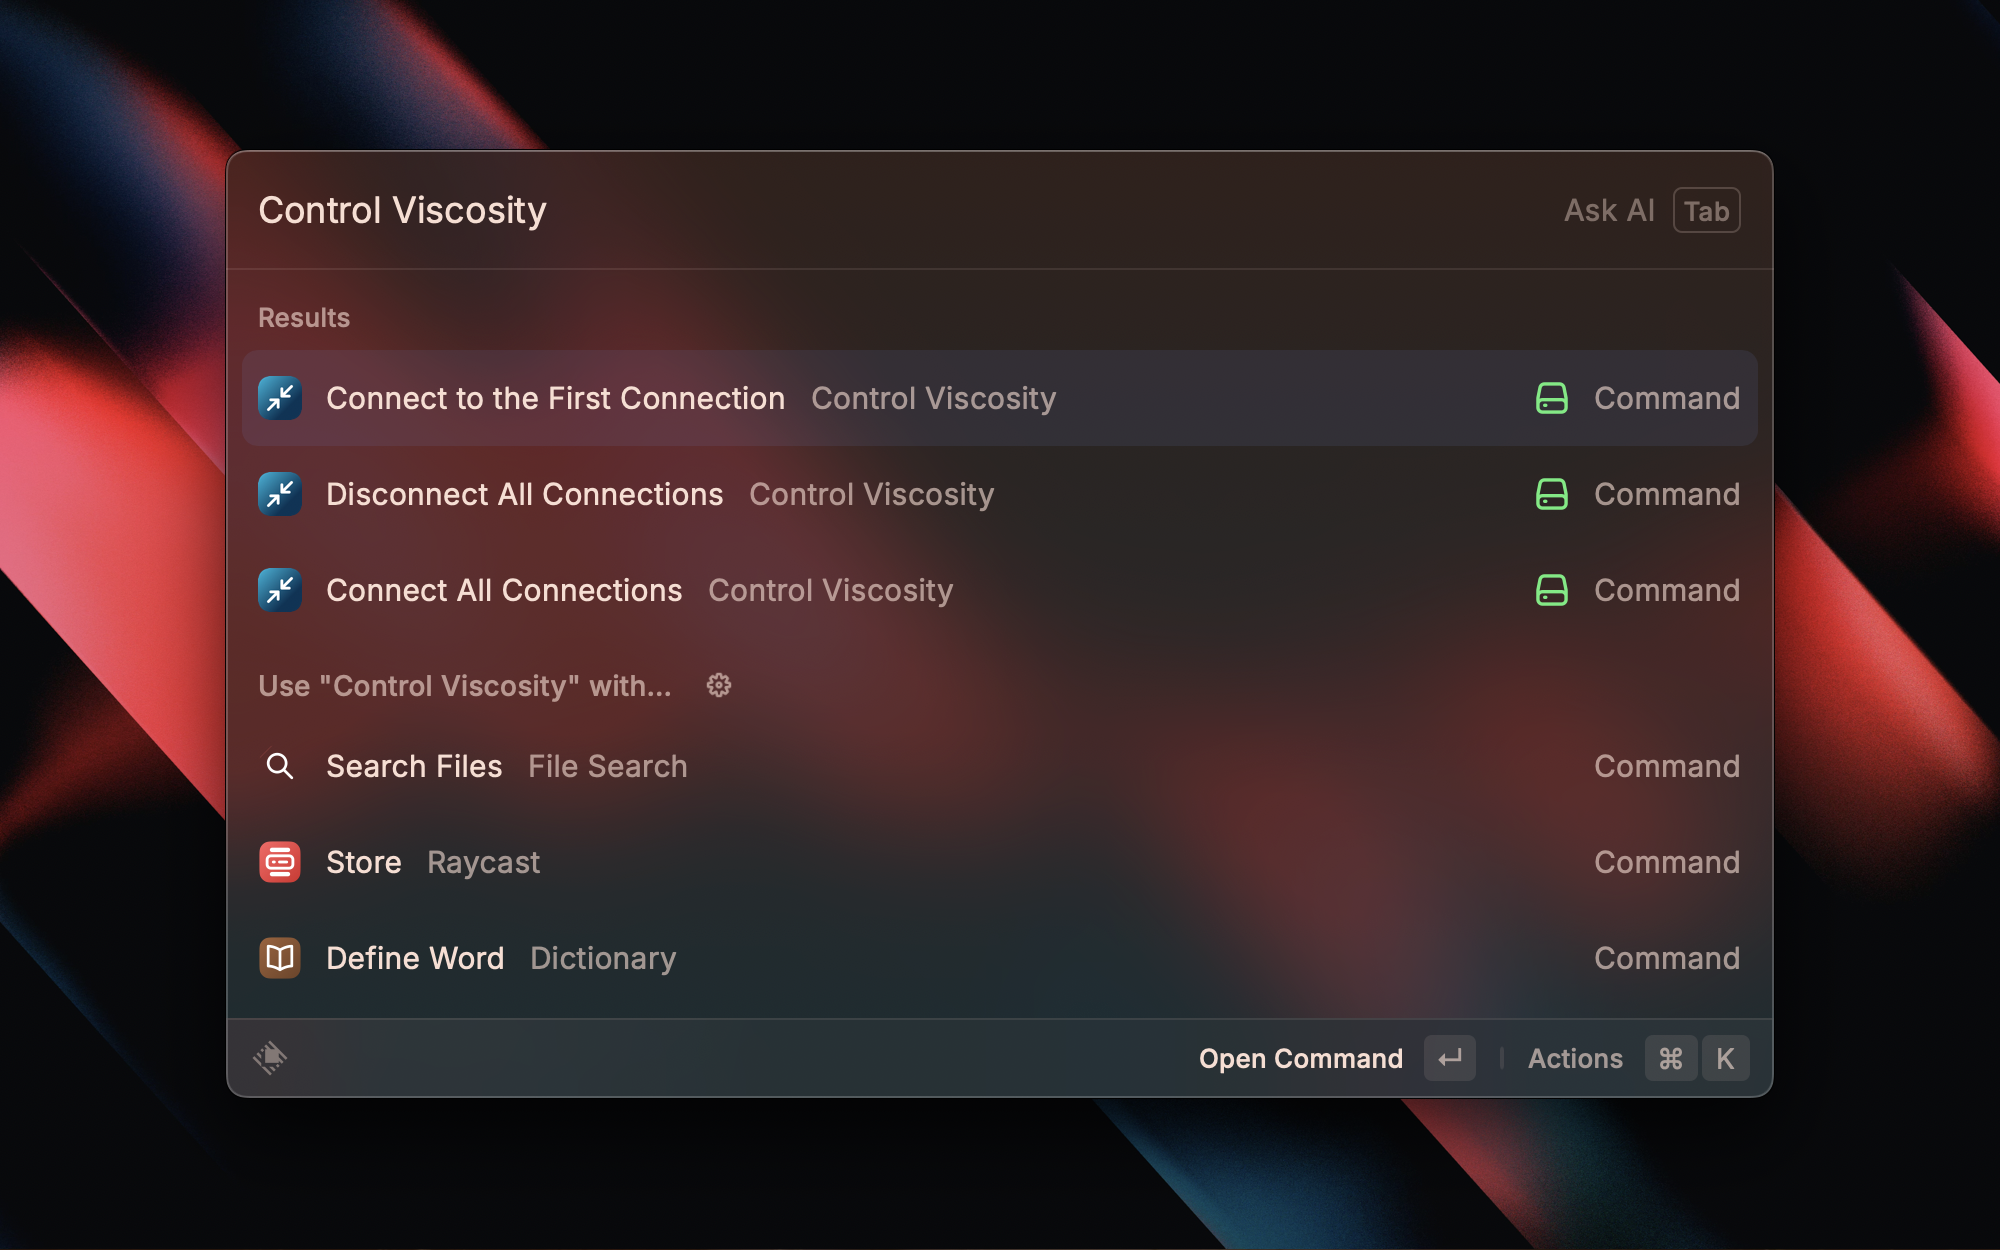 Control Viscosity Ask AI Tab
Results
Connect to the First Connection Control Viscosity Command
Disconnect All Connections Control Viscosity Command
Connect All Connections Control Viscosity Command
Use "Control Viscosity" with...
Search Files File Search Command
Store Raycast Command
Define Word Dictionary Command
Open Command ↵ Actions ⌘ K